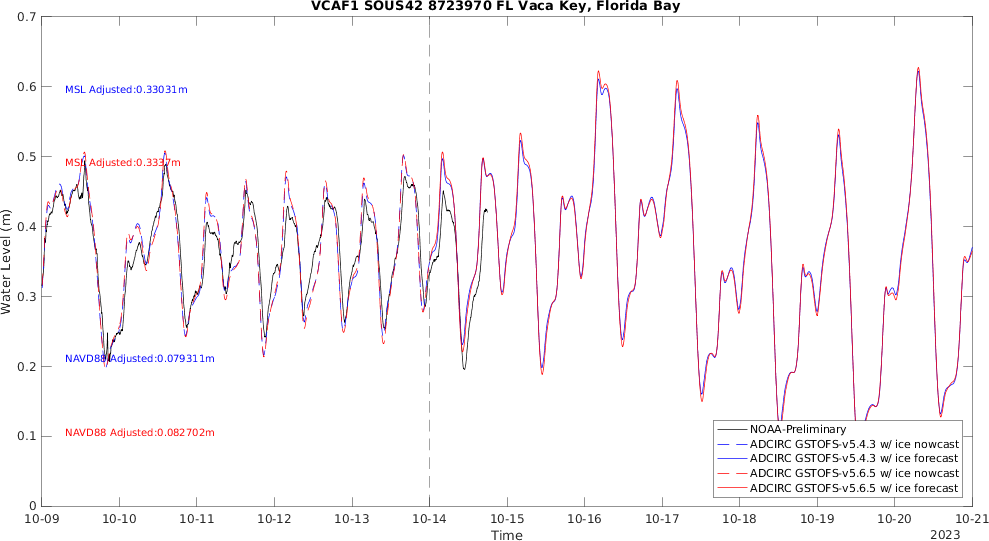 VCAF1 SOUS42 8723970 FL Vaca Key, Florida Bay
Water Level (m)
0.7
0.6
0.5
0.4
0.3
0.2
0.1
0
MSL Adjusted:0.33031m
MSL Adjusted:0.3337m
NAVD88 Adjusted:0.079311m
NAVD88 Adjusted:0.082702m
NOAA-Preliminary
ADCIRC GSTOFS-v5.4.3 w/ ice nowcast
ADCIRC GSTOFS-v5.4.3 w/ ice forecast
ADCIRC GSTOFS-v5.6.5 w/ ice nowcast
ADCIRC GSTOFS-v5.6.5 w/ ice forecast
10-09 10-10 10-11 10-12 10-13 10-14 10-15 10-16 10-17 10-18 10-19 10-20 10-21
Time
2023